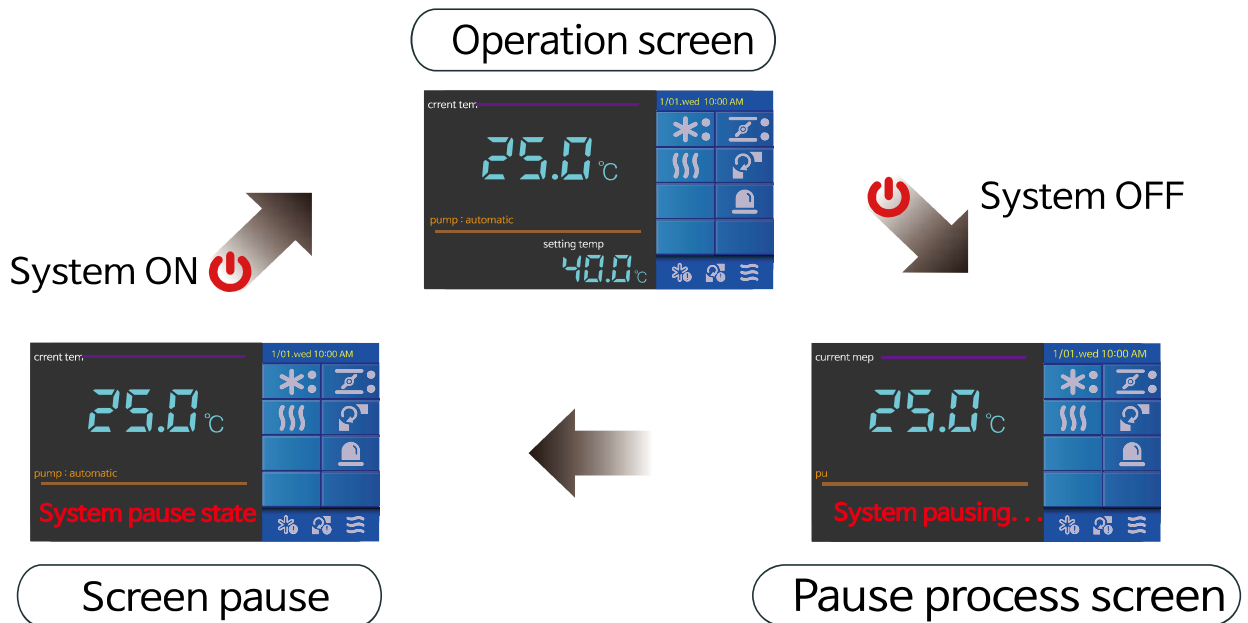 Operation screen
crrent tem
1/01.wed 10:00 AM
25.0 ℃
pump : automatic
setting temp
40.0 ℃
System OFF
System ON
crrent tem
1/01.wed 10:00 AM
25.0 ℃
pump : automatic
System pause state
current mep
1/01.wed 10:00 AM
25.0 ℃
pu
System pausing. . .
Screen pause
Pause process screen